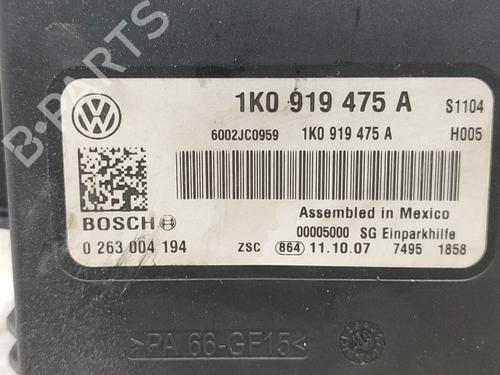 1K0 919 475 A S1104
6002JC0959 1K0 919 475 A H005
BOSCH
Assembled in Mexico
00005000 SG Einparkhilfe
0 263 004 194 ZSC 864 11.10.07 7495 1858
>PA 66-GF15<
B-PARTS